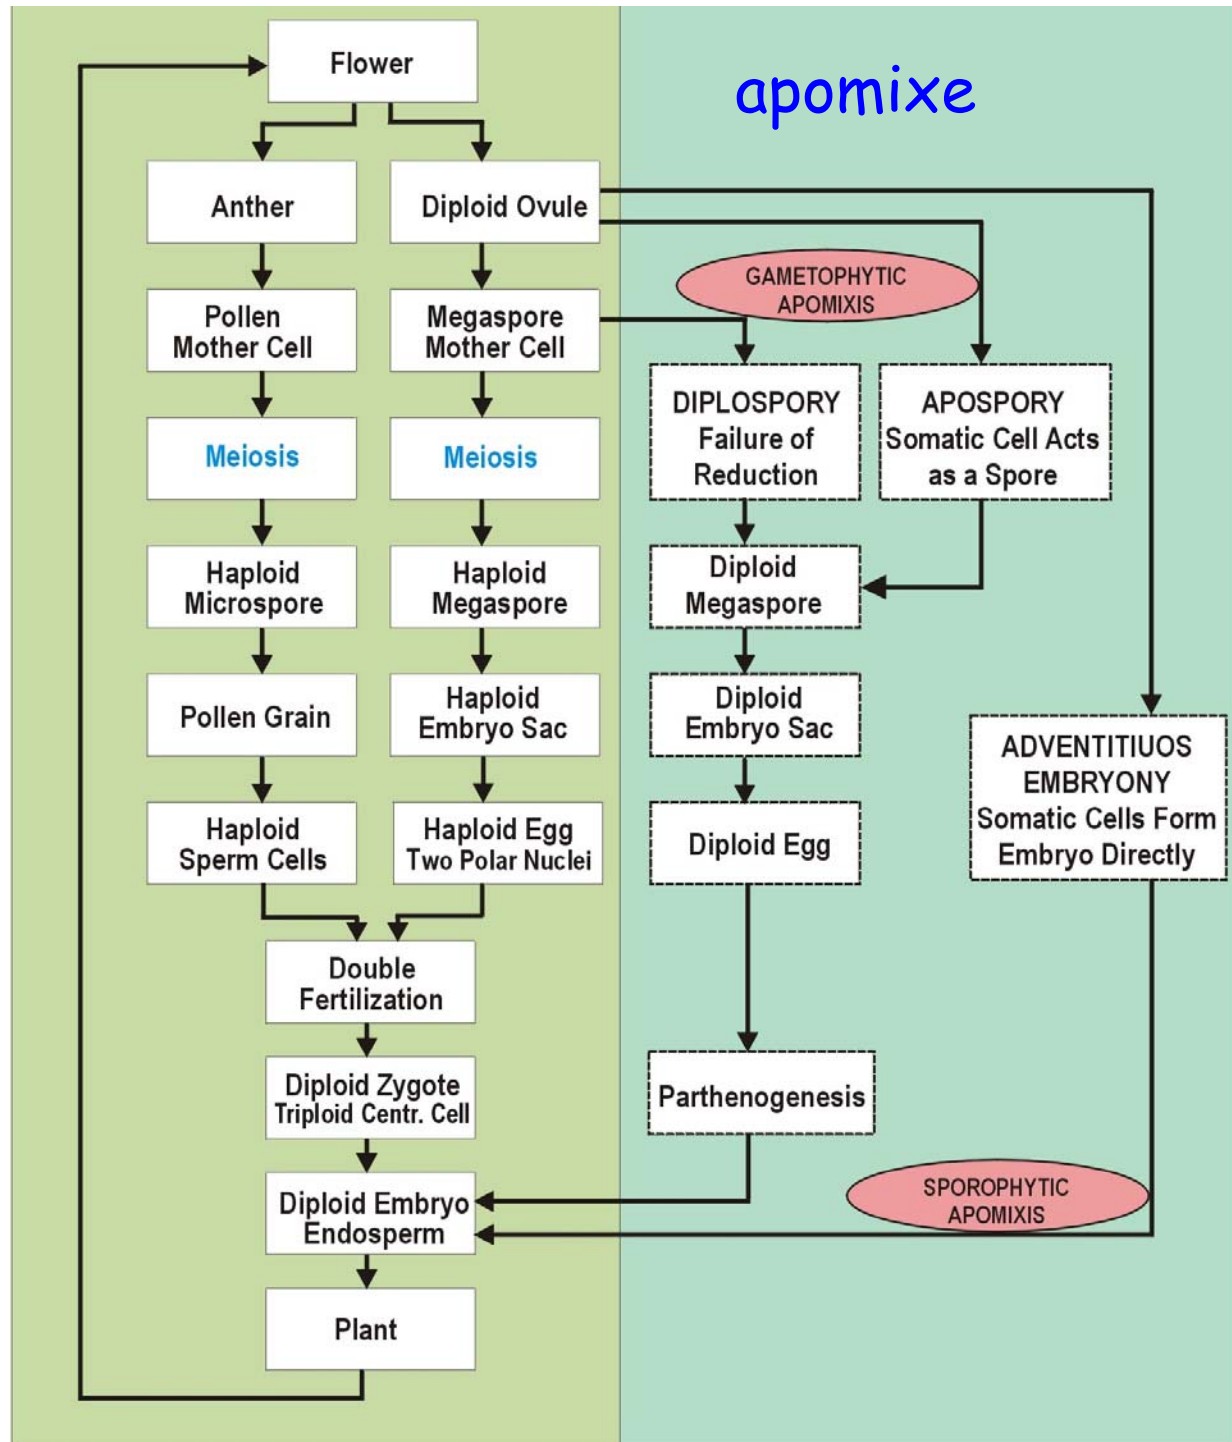 Flower
apomixe
Anther
Diploid Ovule
GAMETOPHYTIC
APOMIXIS
Pollen
Mother Cell
Megaspore
Mother Cell
DIPLOSPORY
Failure of
Reduction
APOSPORY
Somatic Cell Acts
as a Spore
Meiosis
Meiosis
Haploid
Microspore
Haploid
Megaspore
Diploid
Megaspore
Pollen Grain
Haploid
Embryo Sac
Diploid
Embryo Sac
ADVENTITIUOS
EMBRYONY
Somatic Cells Form
Embryo Directly
Haploid
Sperm Cells
Haploid Egg
Two Polar Nuclei
Diploid Egg
Double
Fertilization
Diploid Zygote
Triploid Centr. Cell
Parthenogenesis
Diploid Embryo
Endosperm
SPOROPHYTIC
APOMIXIS
Plant